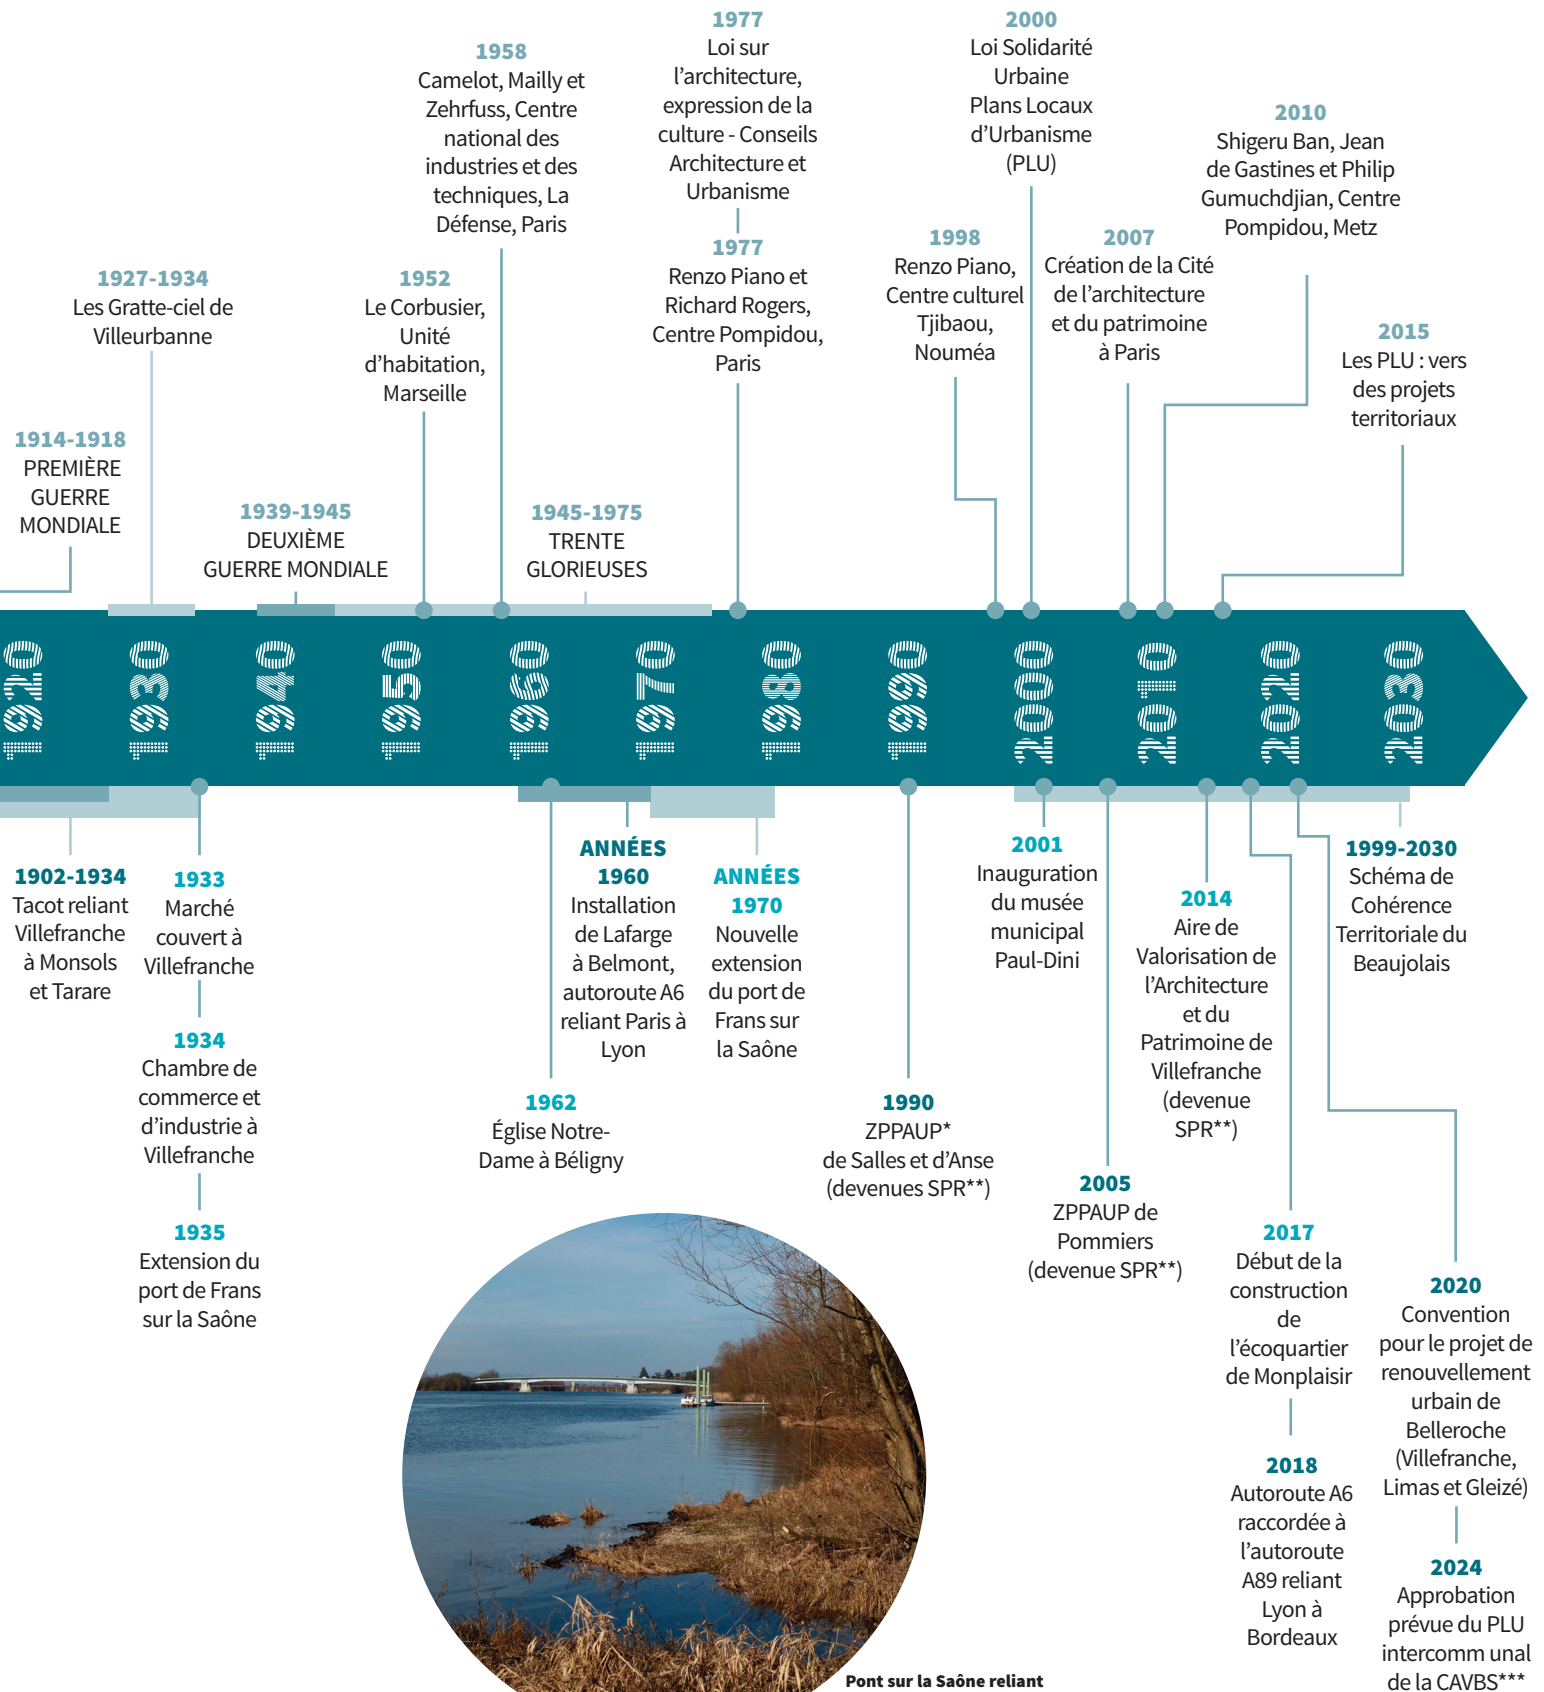 1914-1918
PREMIÈRE
GUERRE
MONDIALE
1927-1934
Les Gratte-ciel de
Villeurbanne
1939-1945
DEUXIÈME
GUERRE MONDIALE
1952
Le Corbusier,
Unité
d’habitation,
Marseille
1958
Camelot, Mailly et
Zehrfuss, Centre
national des
industries et des
techniques, La
Défense, Paris
1945-1975
TRENTE
GLORIEUSES
1977
Loi sur
l’architecture,
expression de la
culture - Conseils
Architecture et
Urbanisme
1977
Renzo Piano et
Richard Rogers,
Centre Pompidou,
Paris
1998
Renzo Piano,
Centre culturel
Tjibaou,
Nouméa
2000
Loi Solidarité
Urbaine
Plans Locaux
d’Urbanisme
(PLU)
2007
Création de la Cité
de l’architecture
et du patrimoine
à Paris
2010
Shigeru Ban, Jean
de Gastines et Philip
Gumuchdjian, Centre
Pompidou, Metz
2015
Les PLU : vers
des projets
territoriaux
1920
1930
1940
1950
1960
1970
1980
1990
2000
2010
2020
2030
1902-1934
Tacot reliant
Villefranche
à Monsols
et Tarare
1933
Marché
couvert à
Villefranche
1934
Chambre de
commerce et
d’industrie à
Villefranche
1935
Extension du
port de Frans
sur la Saône
1962
Église Notre-
Dame à Béligny
ANNÉES
1960
Installation
de Lafarge
à Belmont,
autoroute A6
reliant Paris à
Lyon
ANNÉES
1970
Nouvelle
extension
du port de
Frans sur
la Saône
1990
ZPPAUP*
de Salles et d’Anse
(devenues SPR**)
2001
Inauguration
du musée
municipal
Paul-Dini
2005
ZPPAUP de
Pommiers
(devenue SPR**)
2014
Aire de
Valorisation de
l’Architecture
et du
Patrimoine de
Villefranche
(devenue
SPR**)
2017
Début de la
construction
de
l’écoquartier
de Monplaisir
2018
Autoroute A6
raccordée à
l’autoroute
A89 reliant
Lyon à
Bordeaux
1999-2030
Schéma de
Cohérence
Territoriale du
Beaujolais
2020
Convention
pour le projet de
renouvellement
urbain de
Belleroche
(Villefranche,
Limas et Gleizé)
2024
Approbation
prévue du PLU
intercomm unal
de la CAVBS***
Pont sur la Saône reliant